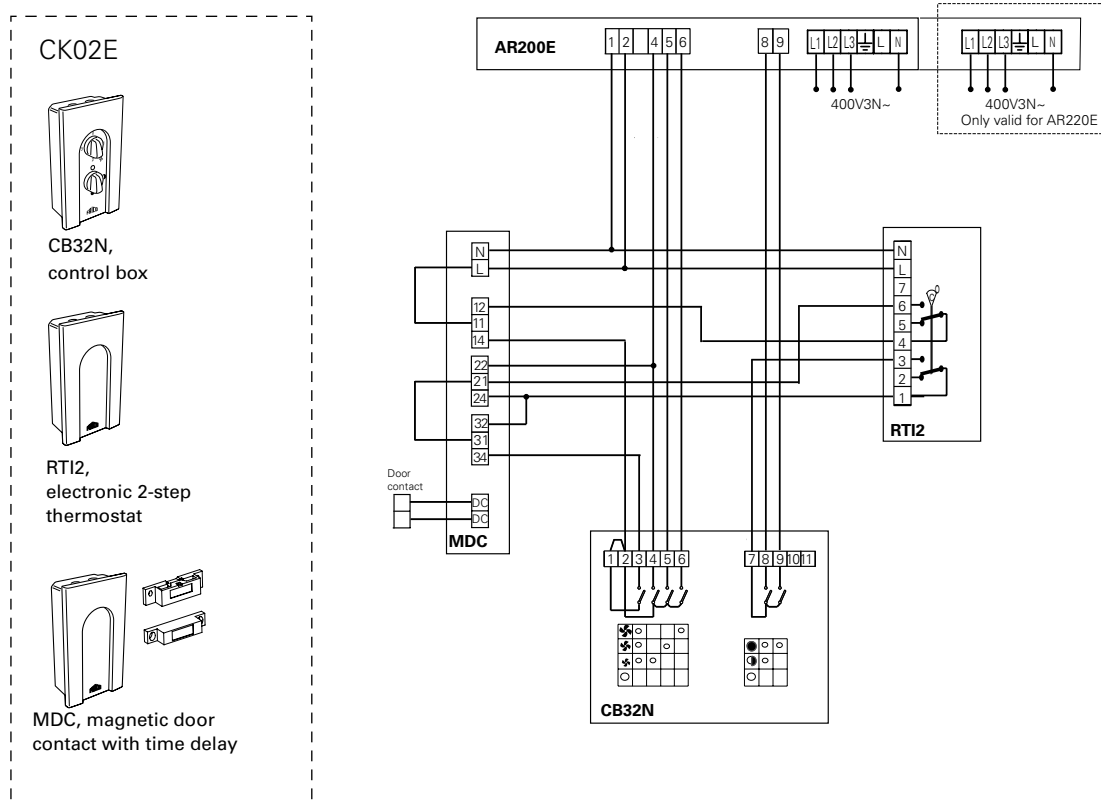 CK02E
CB32N,
control box
RTI2,
electronic 2-step
thermostat
MDC, magnetic door
contact with time delay
AR200E
1 2 4 5 6
8 9
L1 L2 L3 L N
400V3N~
L1 L2 L3 L N
400V3N~
Only valid for AR220E
N
L
12
11
14
22
21
24
32
31
34
DC
DC
MDC
Door
contact
N
L
7
6
5
4
3
2
1
RTI2
1 2 3 4 5 6
7 8 9 10 11
CB32N